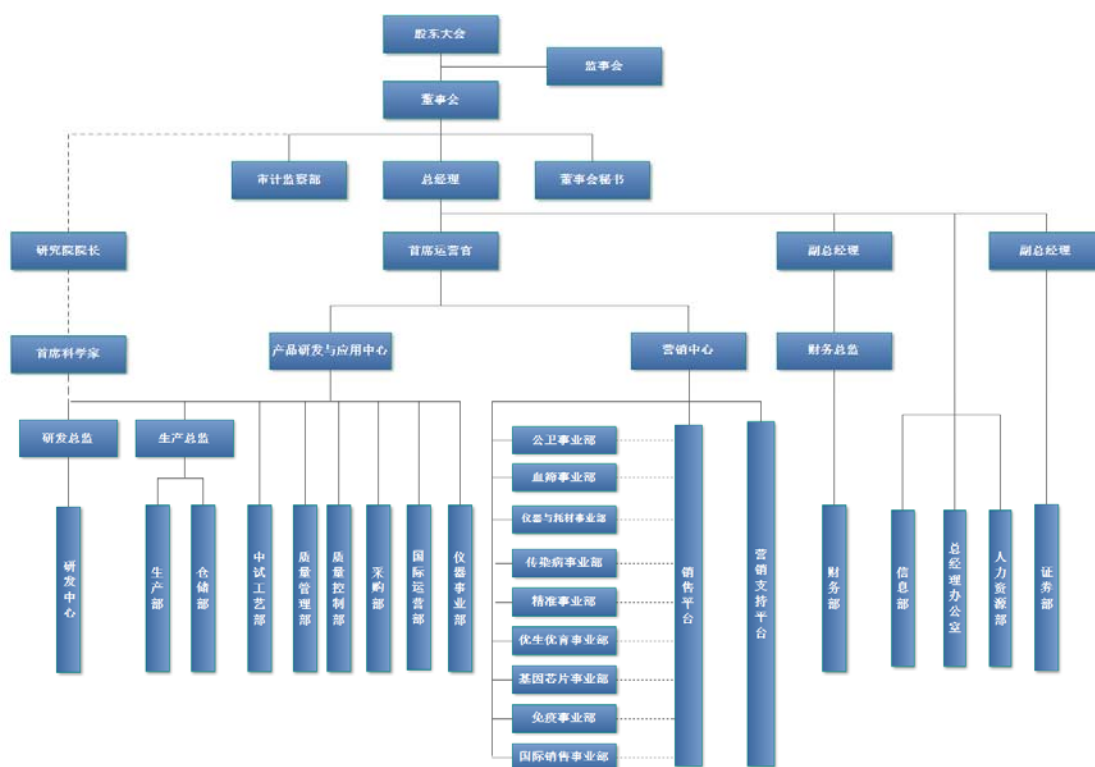 股东大会
监事会
董事会
审计监察部
总经理
董事会秘书
研究院院长
首席运营官
副总经理
副总经理
首席科学家
产品研发与应用中心
营销中心
财务总监
研发总监
生产总监
研发中心
生产部
仓储部
中试工艺部
质量管理部
质量控制部
采购部
国际运营部
仪器事业部
公卫事业部
血筛事业部
仪器与耗材事业部
传染病事业部
精准事业部
优生优育事业部
基因芯片事业部
免疫事业部
国际销售事业部
销售平台
营销支持平台
财务部
信息部
总经理办公室
人力资源部
证券部